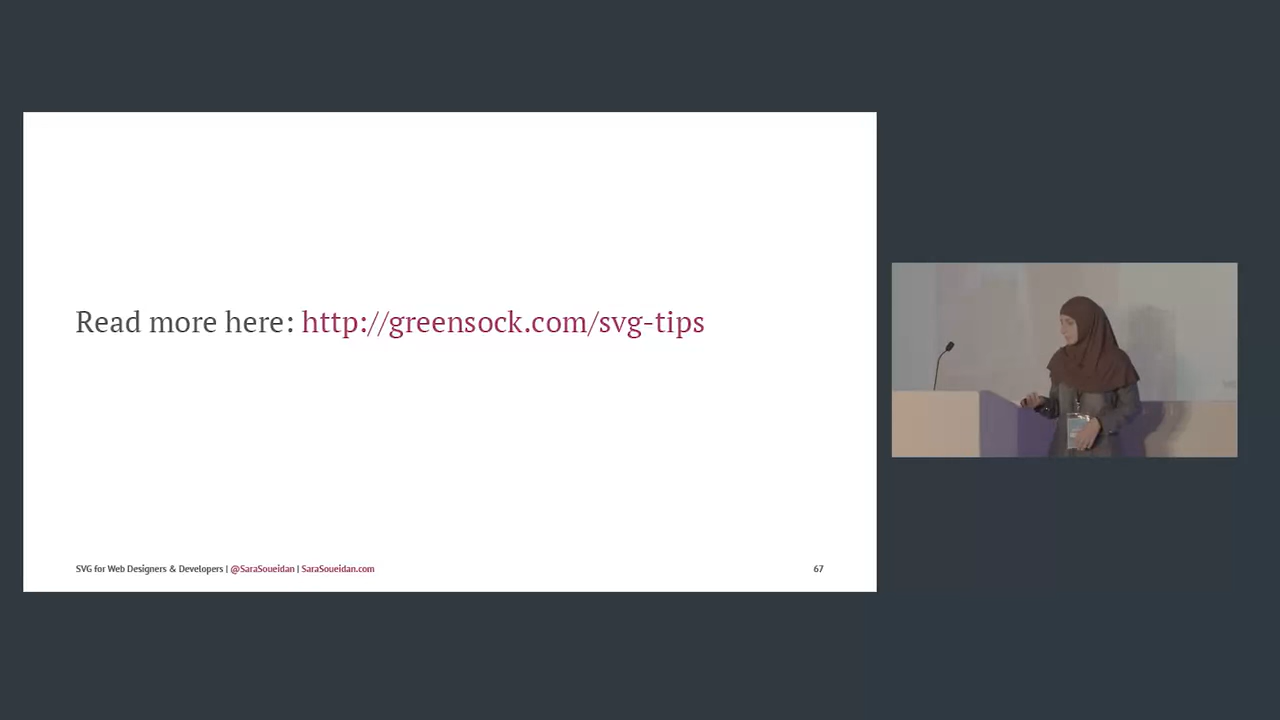 Read more here: http://greensock.com/svg-tips
SVG for Web Designers & Developers | @SaraSoueidan | SaraSoueidan.com
67